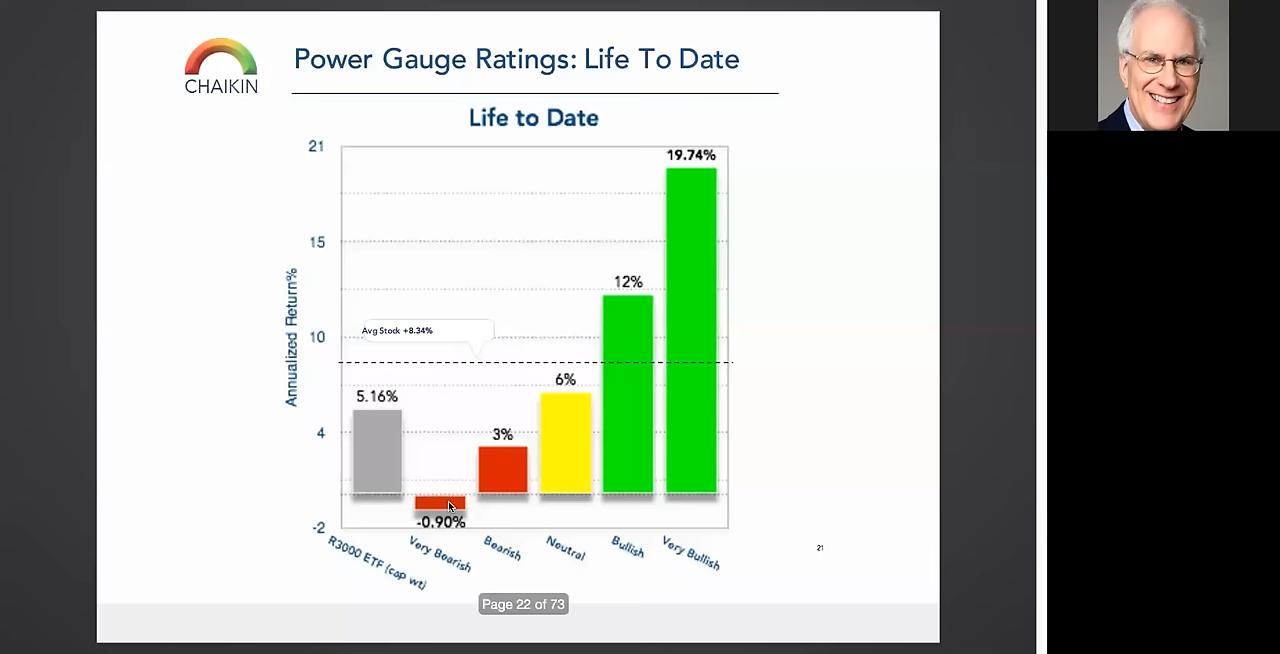 CHAIKIN
Power Gauge Ratings: Life To Date
Life to Date
Annualized Return%
21
15
10
4
-2
19.74%
12%
Avg Stock +8.34%
6%
5.16%
3%
-0.90%
R3000 ETF (cap wt)
Very Bearish
Bearish
Neutral
Bullish
Very Bullish
21
Page 22 of 73